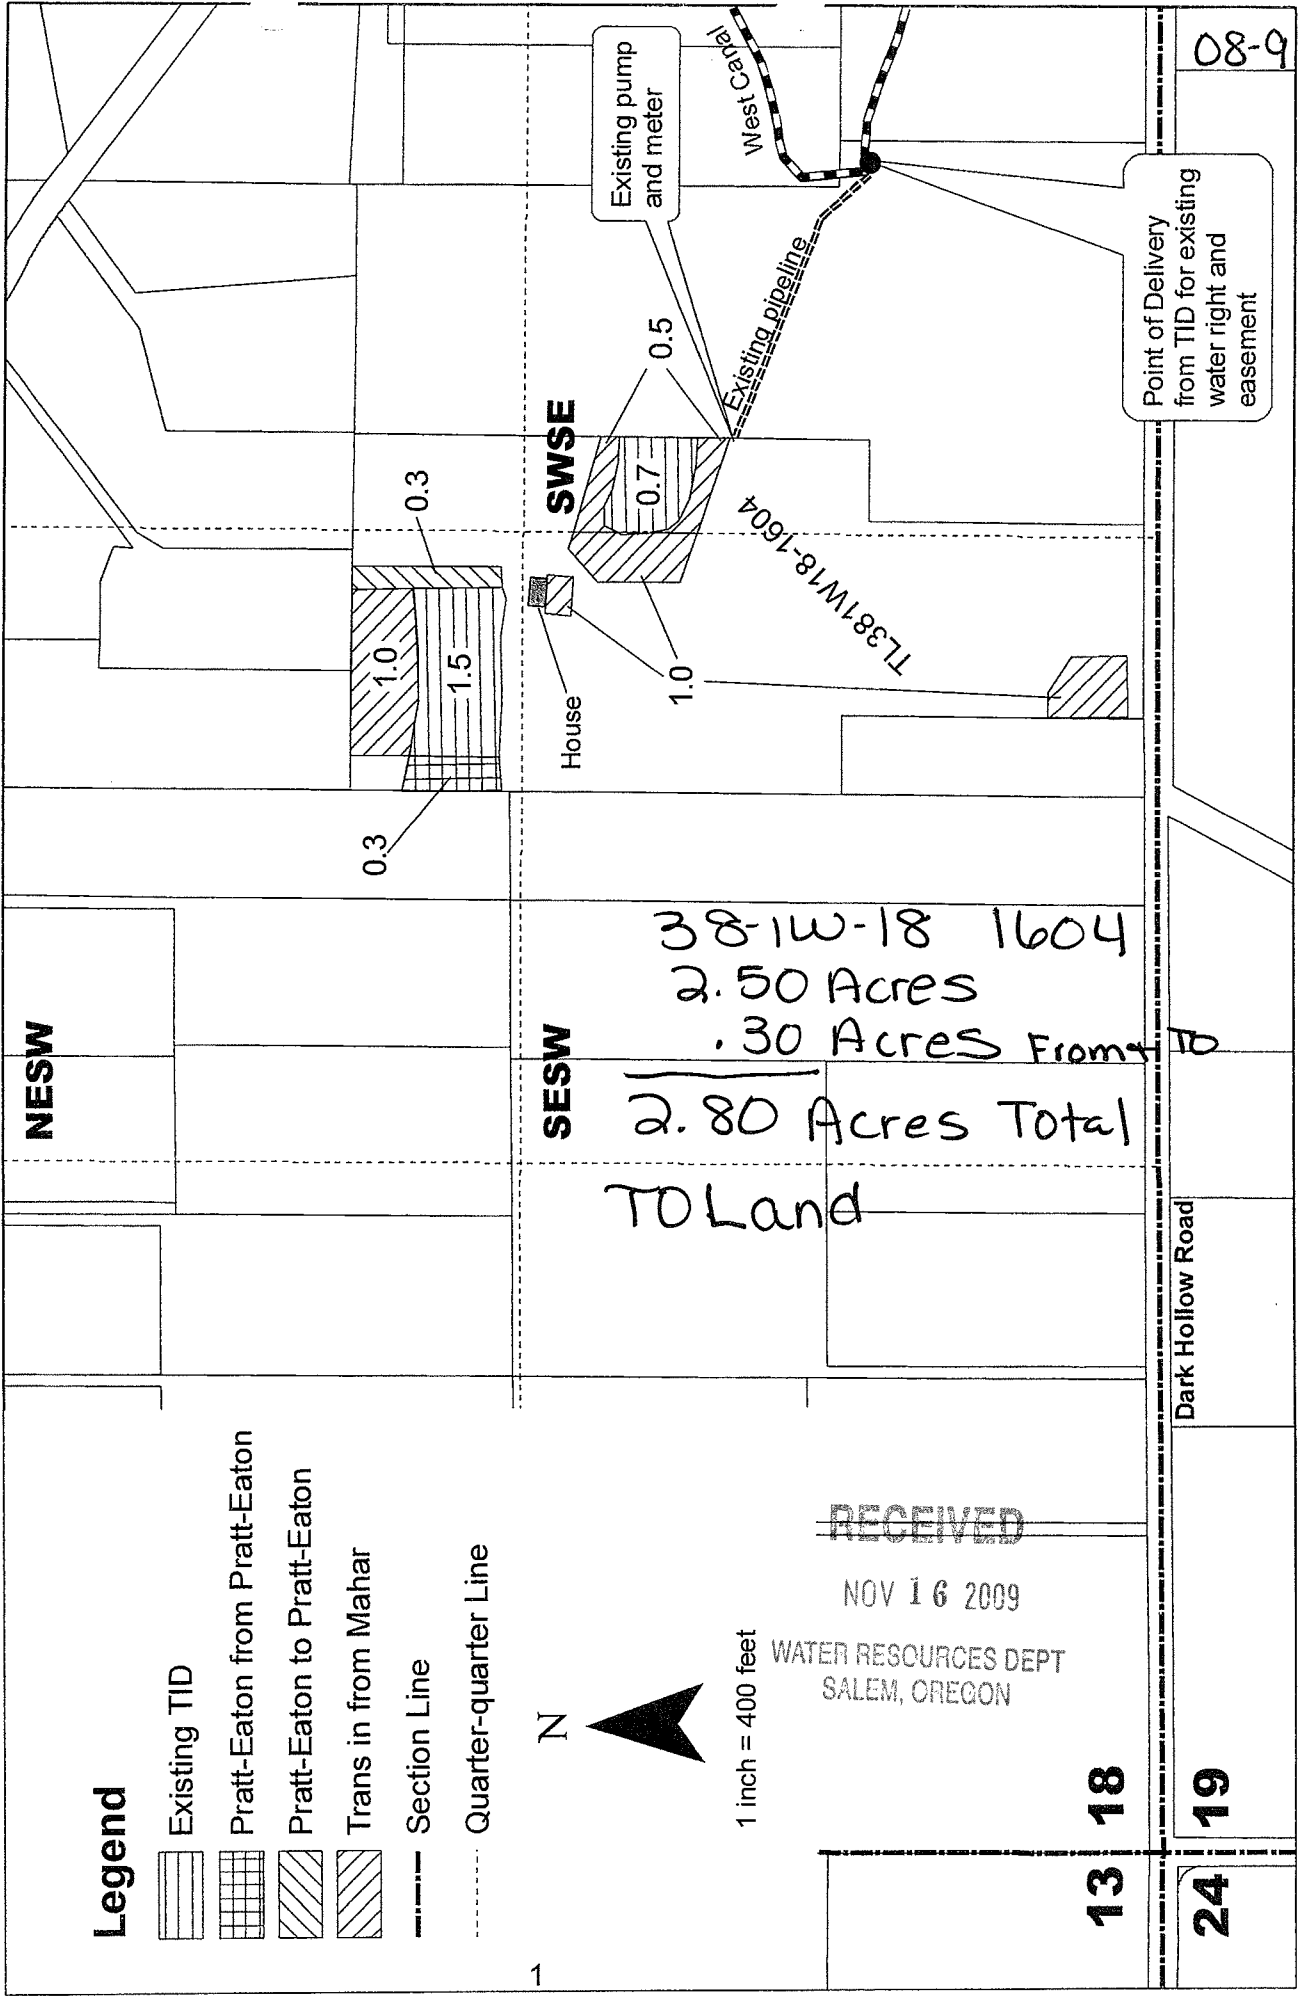 Legend
Existing TID
Pratt-Eaton from Pratt-Eaton
Pratt-Eaton to Pratt-Eaton
Trans in from Mahar
Section Line
Quarter-quarter Line
N
1 inch = 400 feet
1
NESW
SESW
SWSE
0.3
1.0
1.5
0.3
House
1.0
0.7
0.5
TL381W18-1604
Existing pump
and meter
Existing pipeline
West Canal
Point of Delivery
from TID for existing
water right and
easement
08-9
38-1W-18 1604
2.50 Acres
.30 Acres From + To
2.80 Acres Total
TO Land
RECEIVED
NOV 16 2009
WATER RESOURCES DEPT
SALEM, OREGON
Dark Hollow Road
13 18
24 19